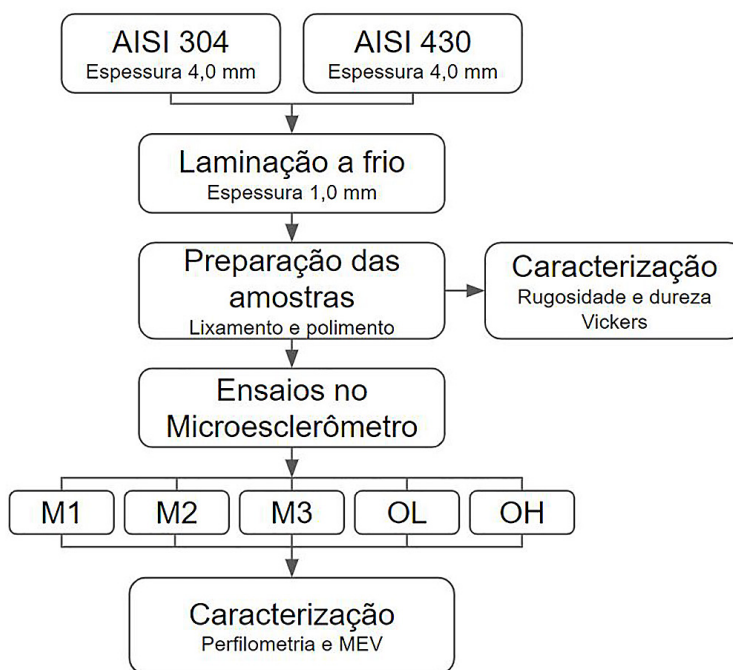 AISI 304
Espessura 4,0 mm
AISI 430
Espessura 4,0 mm
Laminação a frio
Espessura 1,0 mm
Preparação das
amostras
Lixamento e polimento
Caracterização
Rugosidade e dureza
Vickers
Ensaios no
Microesclerômetro
M1
M2
M3
OL
OH
Caracterização
Perfilometria e MEV